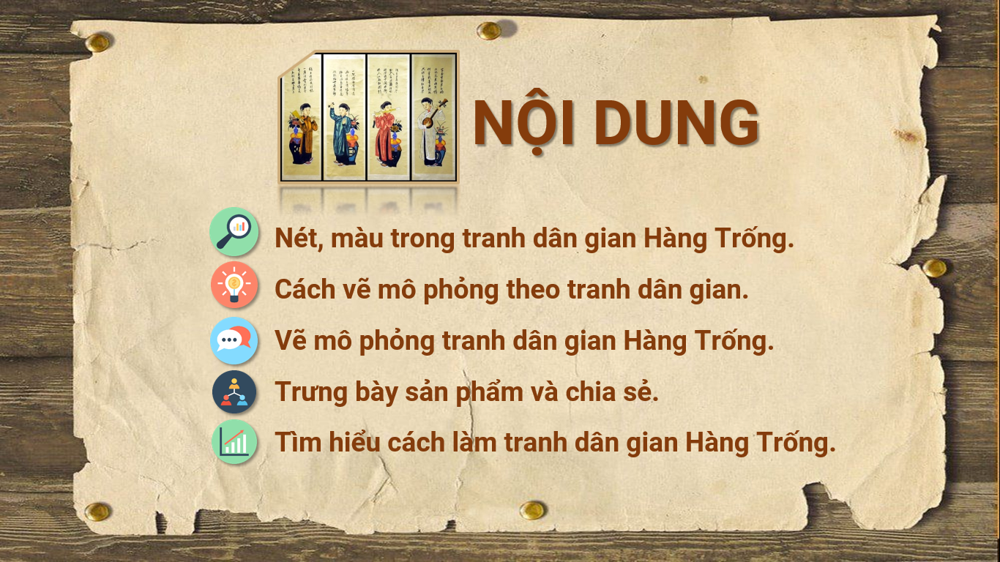 NỘI DUNG
Nét, màu trong tranh dân gian Hàng Trống.
Cách vẽ mô phỏng theo tranh dân gian.
Vẽ mô phỏng tranh dân gian Hàng Trống.
Trưng bày sản phẩm và chia sẻ.
Tìm hiểu cách làm tranh dân gian Hàng Trống.